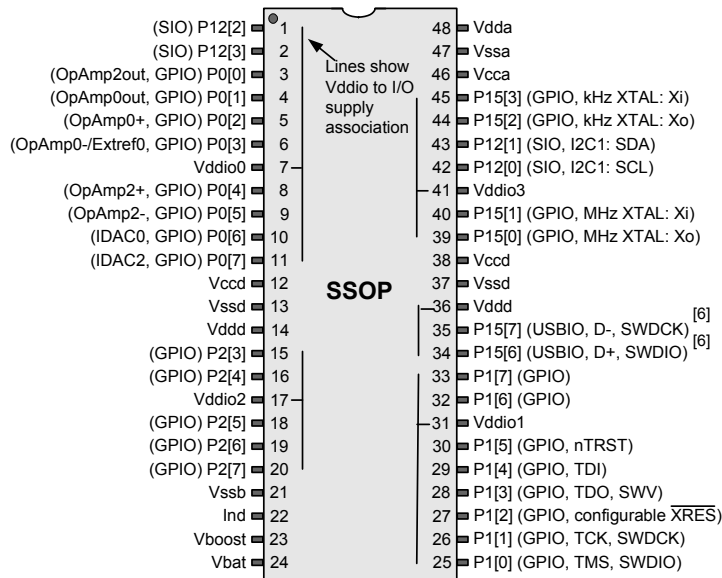 (SIO) P12[2] 1 48 Vdda
(SIO) P12[3] 2 47 Vssa
(OpAmp2out, GPIO) P0[0] 3 46 Vcca
(OpAmp0out, GPIO) P0[1] 4 45 P15[3] (GPIO, kHz XTAL: Xi)
(OpAmp0+, GPIO) P0[2] 5 44 P15[2] (GPIO, kHz XTAL: Xo)
(OpAmp0-/Extref0, GPIO) P0[3] 6 43 P12[1] (SIO, I2C1: SDA)
Vddio0 7 42 P12[0] (SIO, I2C1: SCL)
(OpAmp2+, GPIO) P0[4] 8 41 Vddio3
(OpAmp2-, GPIO) P0[5] 9 40 P15[1] (GPIO, MHz XTAL: Xi)
(IDAC0, GPIO) P0[6] 10 39 P15[0] (GPIO, MHz XTAL: Xo)
(IDAC2, GPIO) P0[7] 11 38 Vccd
Vccd 12 37 Vssd
Vssd 13 36 Vddd
Vddd 14 35 P15[7] (USBIO, D-, SWDCK) [6]
(GPIO) P2[3] 15 34 P15[6] (USBIO, D+, SWDIO) [6]
(GPIO) P2[4] 16 33 P1[7] (GPIO)
Vddio2 17 32 P1[6] (GPIO)
(GPIO) P2[5] 18 31 Vddio1
(GPIO) P2[6] 19 30 P1[5] (GPIO, nTRST)
(GPIO) P2[7] 20 29 P1[4] (GPIO, TDI)
Vssb 21 28 P1[3] (GPIO, TDO, SWV)
Ind 22 27 P1[2] (GPIO, configurable XRES)
Vboost 23 26 P1[1] (GPIO, TCK, SWDCK)
Vbat 24 25 P1[0] (GPIO, TMS, SWDIO)
Lines show
Vddio to I/O
supply
association
SSOP